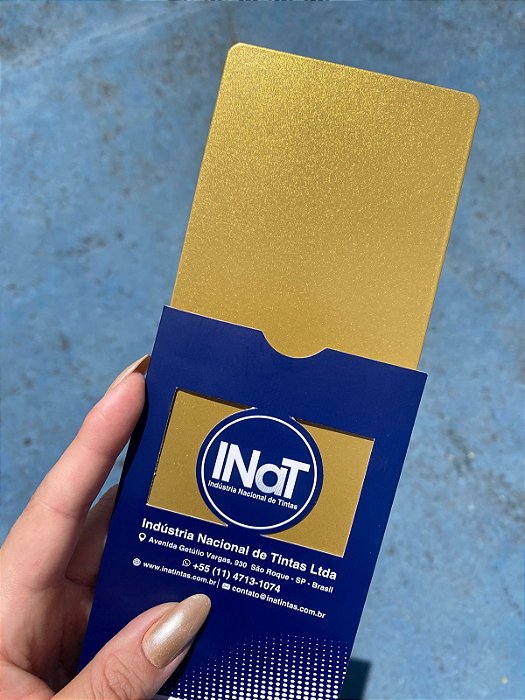 INaT
Indústria Nacional de Tintas
Indústria Nacional de Tintas Ltda
Avenida Getúlio Vargas, 930 São Roque - SP - Brasil
+55 (11) 4713-1074
www.inatintas.com.br | contato@inatintas.com.br